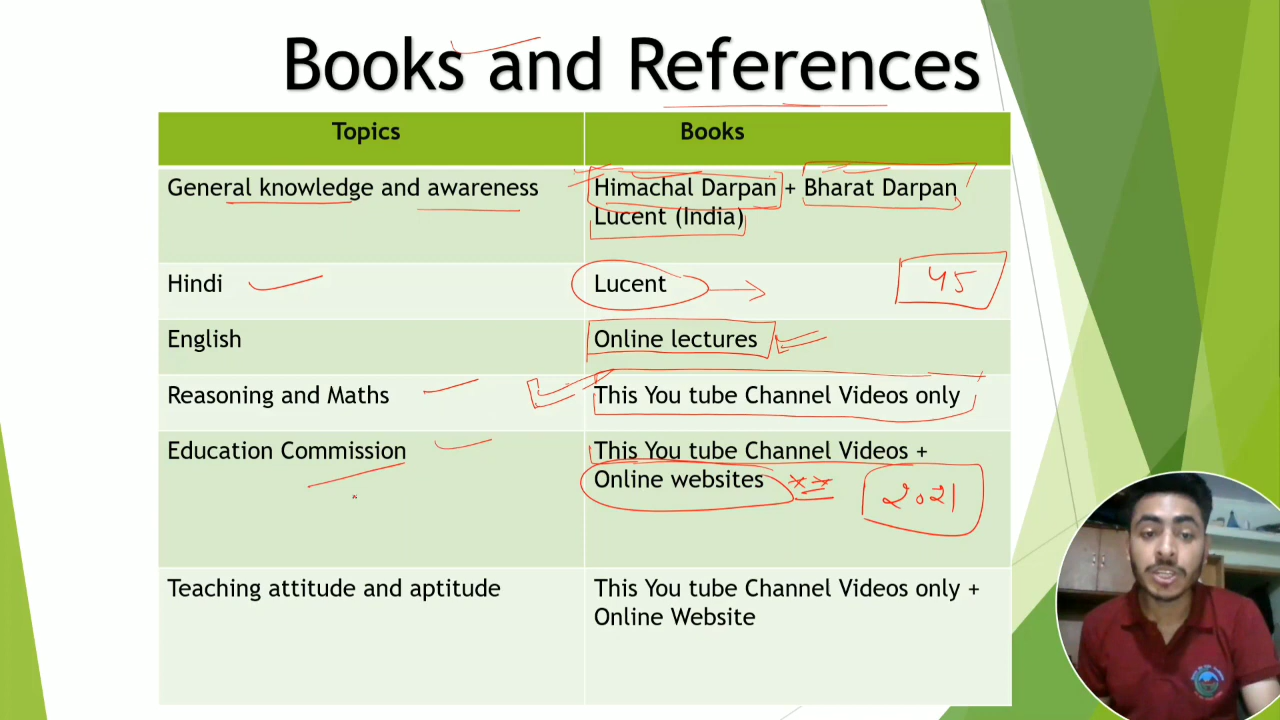 Books and References
Topics
Books
General knowledge and awareness
Himachal Darpan + Bharat Darpan
Lucent (India)
Hindi
Lucent
45
English
Online lectures
Reasoning and Maths
This You tube Channel Videos only
Education Commission
This You tube Channel Videos +
Online websites
2021
Teaching attitude and aptitude
This You tube Channel Videos only +
Online Website